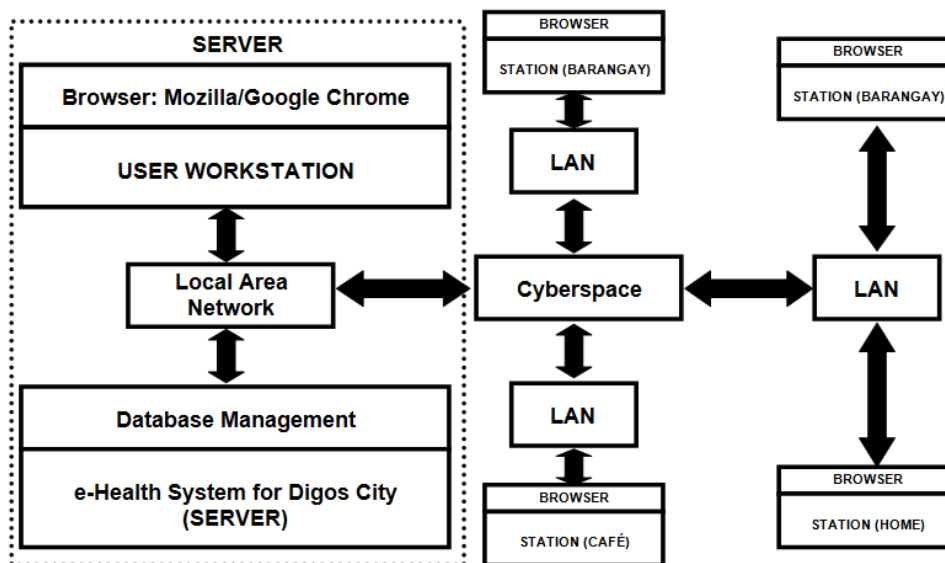 SERVER
Browser: Mozilla/Google Chrome
USER WORKSTATION
Local Area
Network
Database Management
e-Health System for Digos City
(SERVER)
BROWSER
STATION (BARANGAY)
LAN
Cyberspace
LAN
BROWSER
STATION (CAFÉ)
BROWSER
STATION (BARANGAY)
LAN
BROWSER
STATION (HOME)